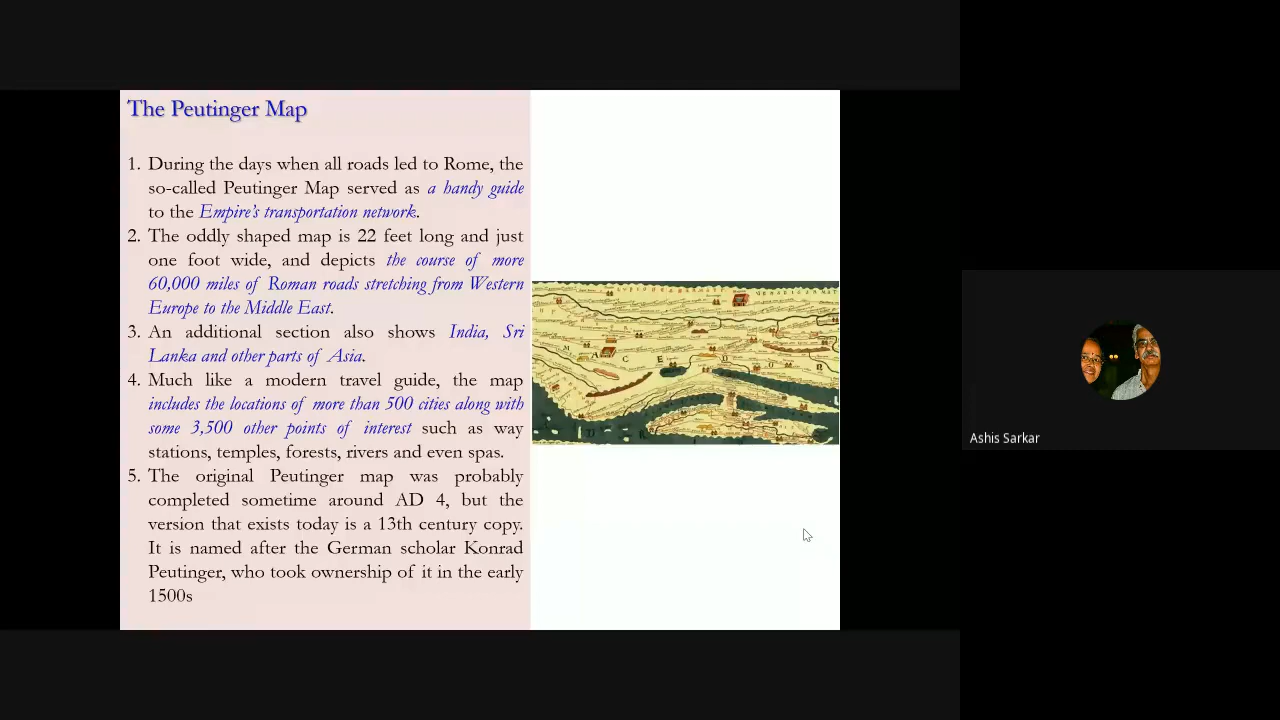 The Peutinger Map
1. During the days when all roads led to Rome, the
so-called Peutinger Map served as a handy guide
to the Empire's transportation network.
2. The oddly shaped map is 22 feet long and just
one foot wide, and depicts the course of more
60,000 miles of Roman roads stretching from Western
Europe to the Middle East.
3. An additional section also shows India, Sri
Lanka and other parts of Asia.
4. Much like a modern travel guide, the map
includes the locations of more than 500 cities along with
some 3,500 other points of interest such as way
stations, temples, forests, rivers and even spas.
5. The original Peutinger map was probably
completed sometime around AD 4, but the
version that exists today is a 13th century copy.
It is named after the German scholar Konrad
Peutinger, who took ownership of it in the early
1500s
Ashis Sarkar